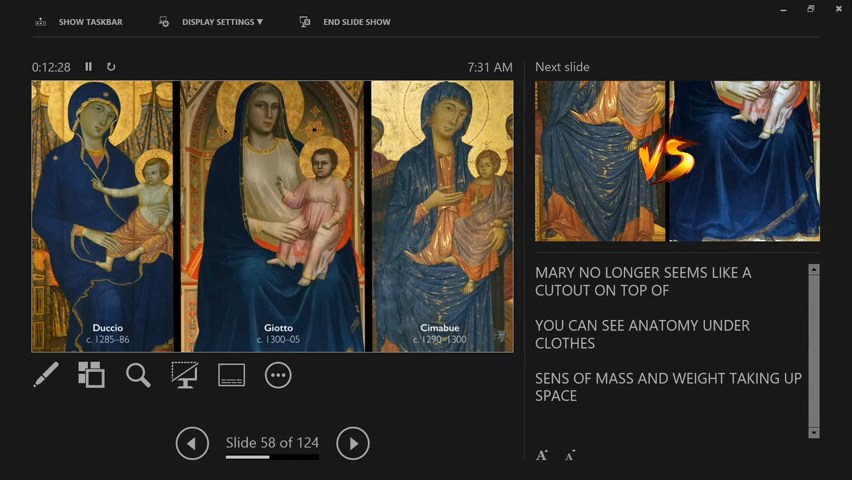 SHOW TASKBAR
DISPLAY SETTINGS ▼
END SLIDE SHOW
0:12:28
7:31 AM
Next slide
Duccio
c. 1285–86
Giotto
c. 1300–05
Cimabue
c. 1290–1300
VS
MARY NO LONGER SEEMS LIKE A
CUTOUT ON TOP OF
YOU CAN SEE ANATOMY UNDER
CLOTHES
SENS OF MASS AND WEIGHT TAKING UP
SPACE
Slide 58 of 124
A A